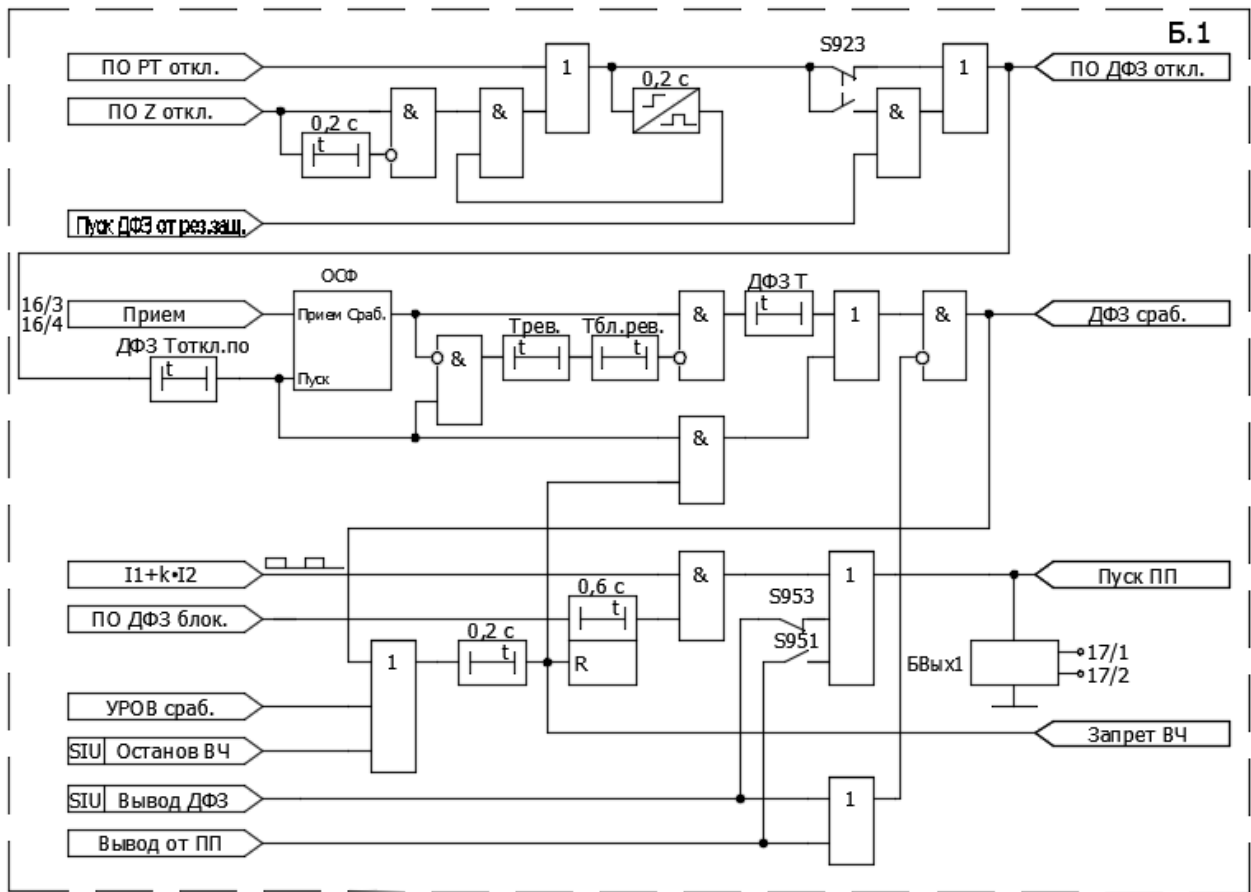 Б.1
ПО РТ откл.
1
S923
1
ПО ДФЗ откл.
0,2 с
ПО Z откл.
&
&
&
0,2 с
t
Пуск ДФЗ от рез.защ.
ОСФ
ДФЗ Т
16/3
16/4
Прием
Прием Сраб.
&
t
1
&
ДФЗ сраб.
Трев.
Тбл.рев.
ДФЗ Тоткл.по
t
&
t
t
Пуск
&
I1+k•I2
&
1
Пуск ПП
0,6 с
S953
ПО ДФЗ блок.
t
0,2 с
S951
1
t
R
БВых1
17/1
17/2
УРОВ сраб.
Запрет ВЧ
SIU Останов ВЧ
SIU Вывод ДФЗ
1
Вывод от ПП